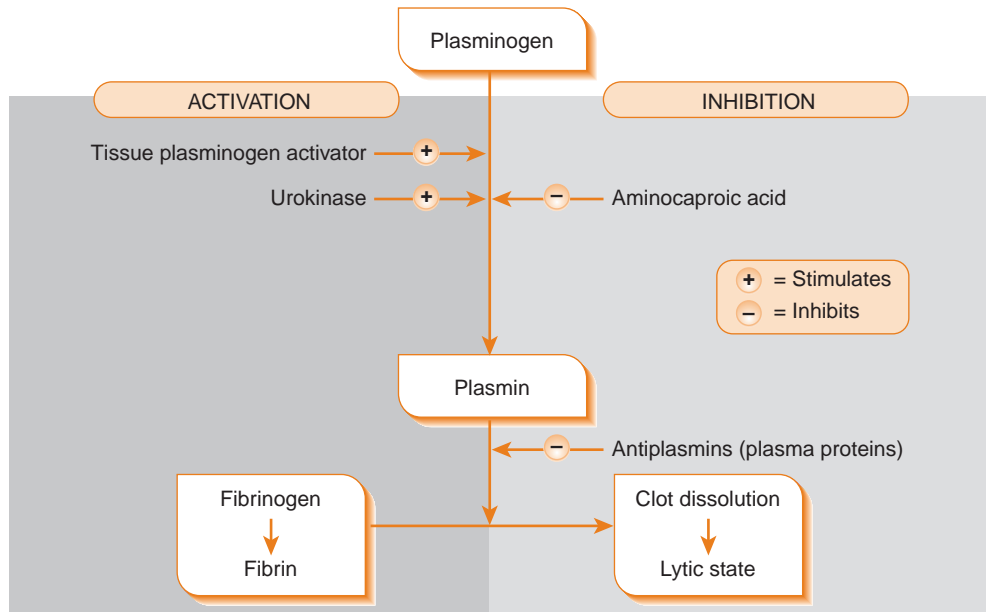 Plasminogen
ACTIVATION
INHIBITION
Tissue plasminogen activator
+
Urokinase
+
−
Aminocaproic acid
+ = Stimulates
− = Inhibits
Plasmin
−
Antiplasmins (plasma proteins)
Fibrinogen
Fibrin
Clot dissolution
Lytic state